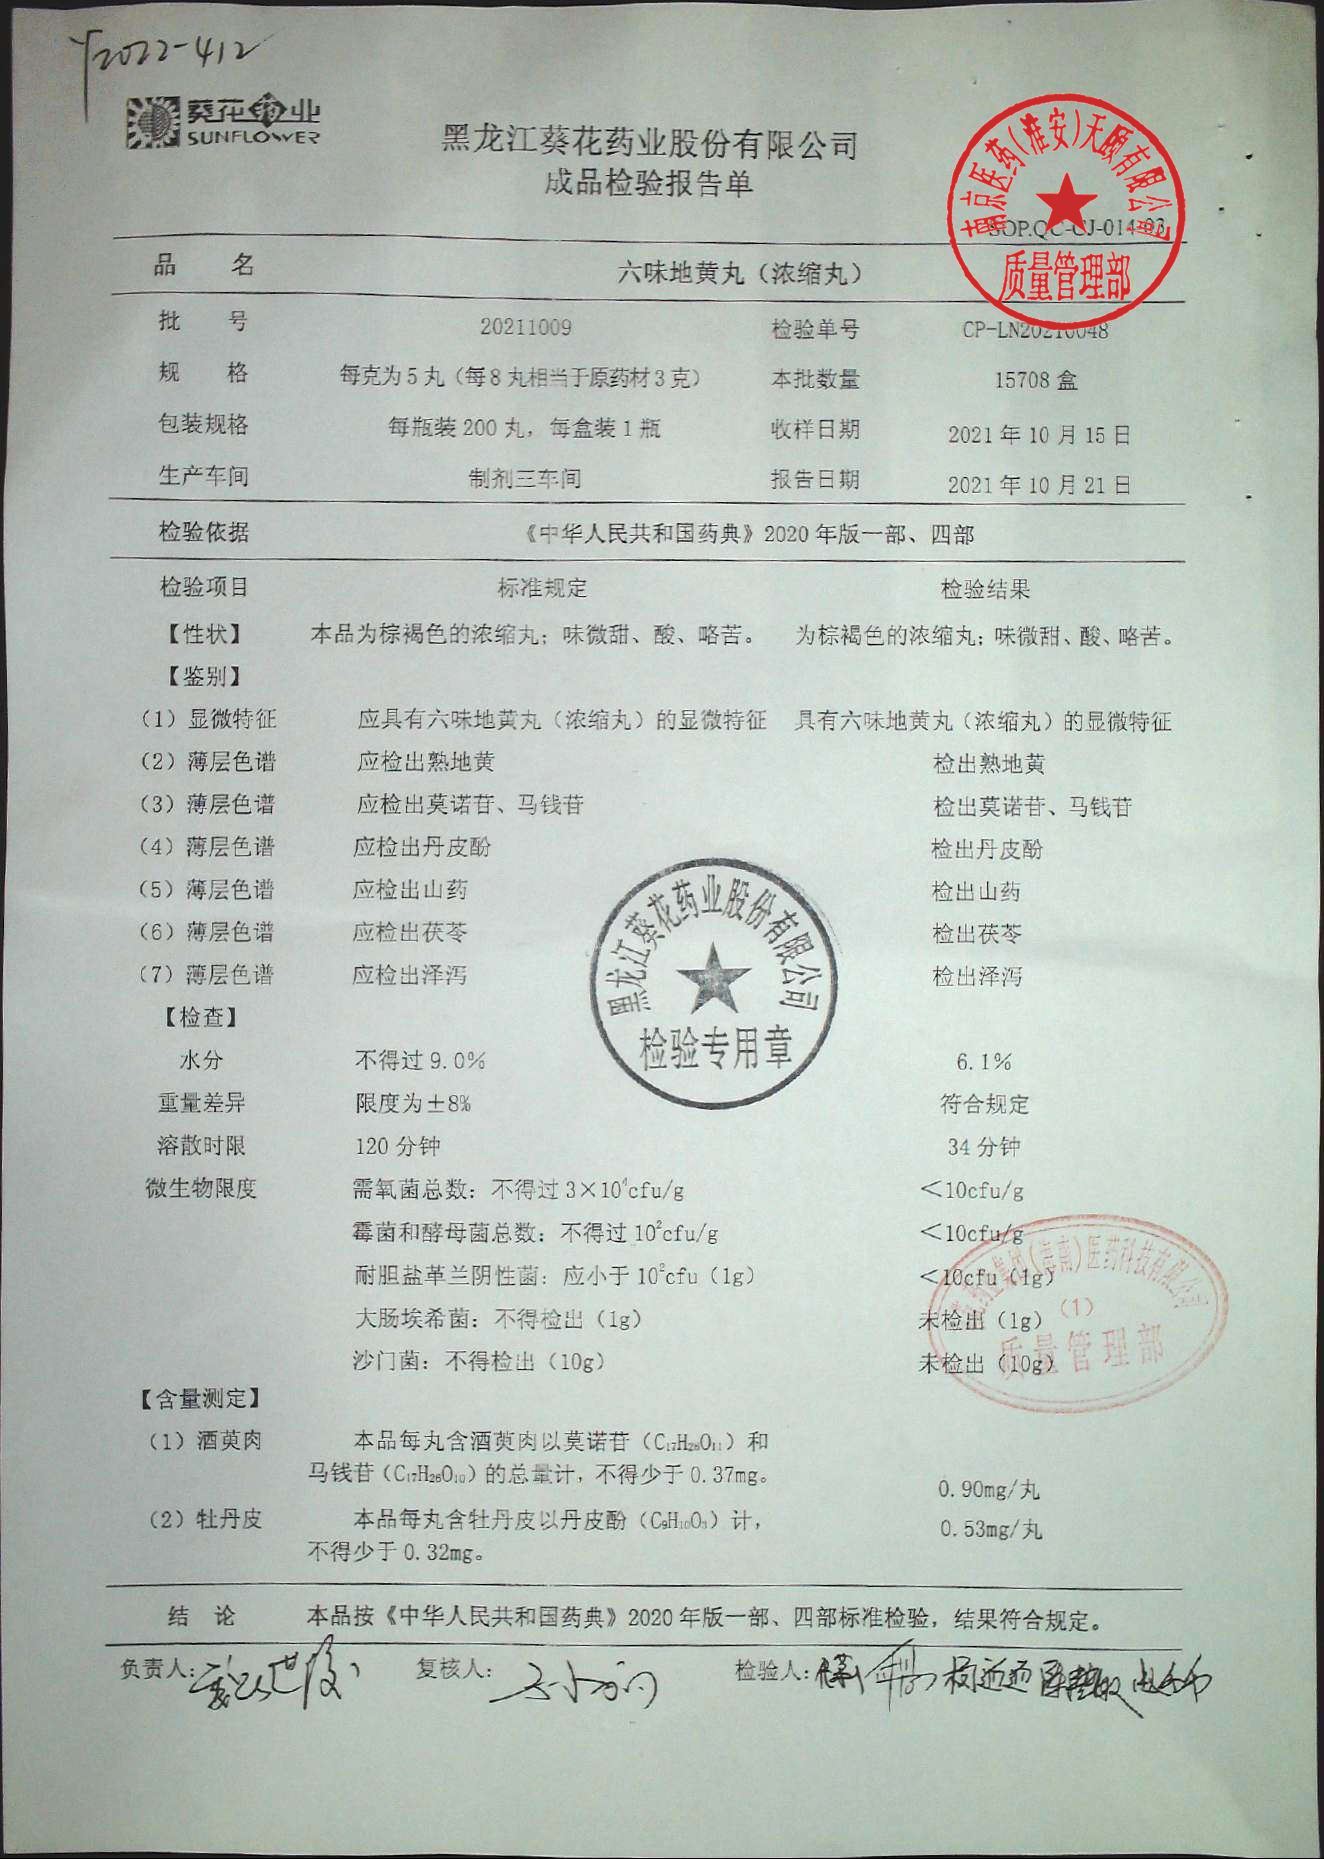 Y2022-412
葵花药业
SUNFLOWER
黑龙江葵花药业股份有限公司
成品检验报告单
南京医药(淮安)天颐有限公司
质量管理部
SOP.QC-CJ-014-03
品 名 六味地黄丸（浓缩丸）
批 号 20211009 检验单号 CP-LN20210048
规 格 每克为5丸（每8丸相当于原药材3克） 本批数量 15708 盒
包装规格 每瓶装200丸，每盒装1瓶 收样日期 2021年10月15日
生产车间 制剂三车间 报告日期 2021年10月21日
检验依据 《中华人民共和国药典》2020年版一部、四部
检验项目 标准规定 检验结果
【性状】 本品为棕褐色的浓缩丸；味微甜、酸、略苦。 为棕褐色的浓缩丸；味微甜、酸、略苦。
【鉴别】
（1）显微特征 应具有六味地黄丸（浓缩丸）的显微特征 具有六味地黄丸（浓缩丸）的显微特征
（2）薄层色谱 应检出熟地黄 检出熟地黄
（3）薄层色谱 应检出莫诺苷、马钱苷 检出莫诺苷、马钱苷
（4）薄层色谱 应检出丹皮酚 检出丹皮酚
（5）薄层色谱 应检出山药 检出山药
（6）薄层色谱 应检出茯苓 检出茯苓
（7）薄层色谱 应检出泽泻 检出泽泻
黑龙江葵花药业股份有限公司
检验专用章
【检查】
水分 不得过9.0% 6.1%
重量差异 限度为±8% 符合规定
溶散时限 120分钟 34分钟
微生物限度 需氧菌总数：不得过3×10⁴cfu/g <10cfu/g
霉菌和酵母菌总数：不得过10²cfu/g <10cfu/g
耐胆盐革兰阴性菌：应小于10²cfu（1g） <10cfu（1g）
大肠埃希菌：不得检出（1g） 未检出（1g）
沙门菌：不得检出（10g） 未检出（10g）
药业集团(海南)医药科技有限公司
（1）
质量管理部
【含量测定】
（1）酒萸肉 本品每丸含酒萸肉以莫诺苷（C₁₇H₂₆O₁₁）和
马钱苷（C₁₇H₂₆O₁₀）的总量计，不得少于0.37mg。 0.90mg/丸
（2）牡丹皮 本品每丸含牡丹皮以丹皮酚（C₉H₁₀O₃）计， 0.53mg/丸
不得少于0.32mg。
结 论 本品按《中华人民共和国药典》2020年版一部、四部标准检验，结果符合规定。
负责人： 复核人： 检验人：